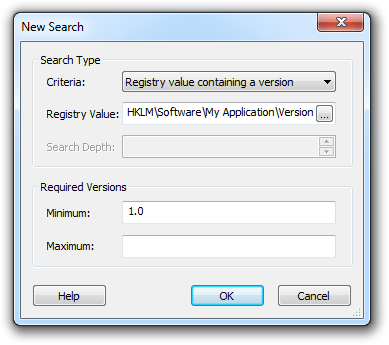 New Search
Search Type
Criteria: Registry value containing a version
Registry Value: HKLM\Software\My Application\Version ...
Search Depth:
Required Versions
Minimum: 1.0
Maximum:
Help OK Cancel